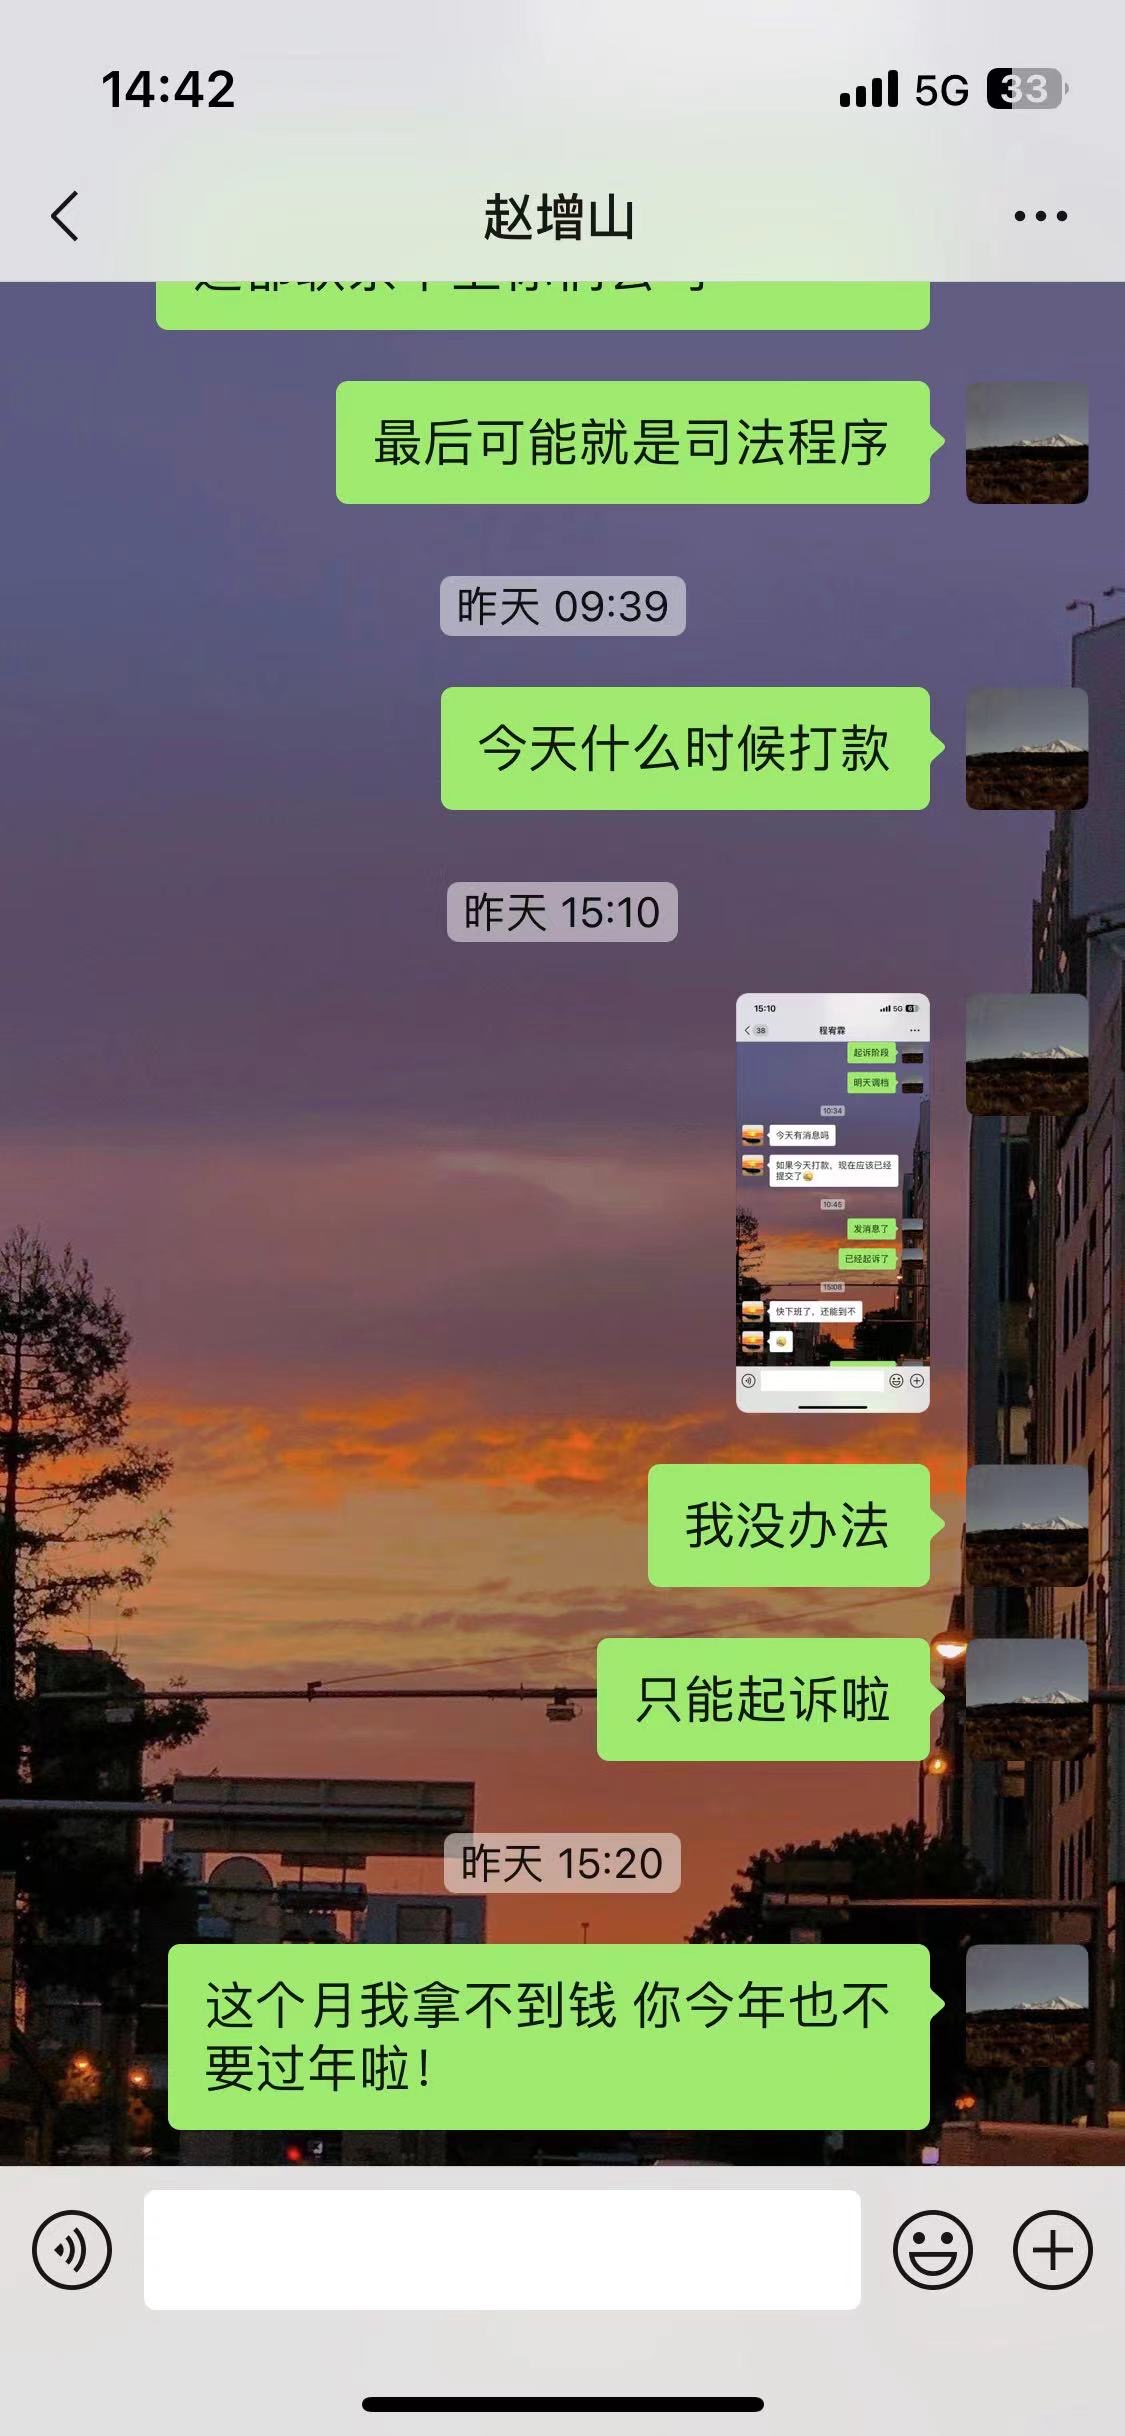 14:42
5G 33
赵增山
最后可能就是司法程序
昨天 09:39
今天什么时候打款
昨天 15:10
15:10
5G
38
程宥霖
起诉阶段
明天调档
10:34
今天有消息吗
如果今天打款，现在应该已经
提交了
10:45
发消息了
已经起诉了
15:08
快下班了，还能到不
我没办法
只能起诉啦
昨天 15:20
这个月我拿不到钱 你今年也不
要过年啦！